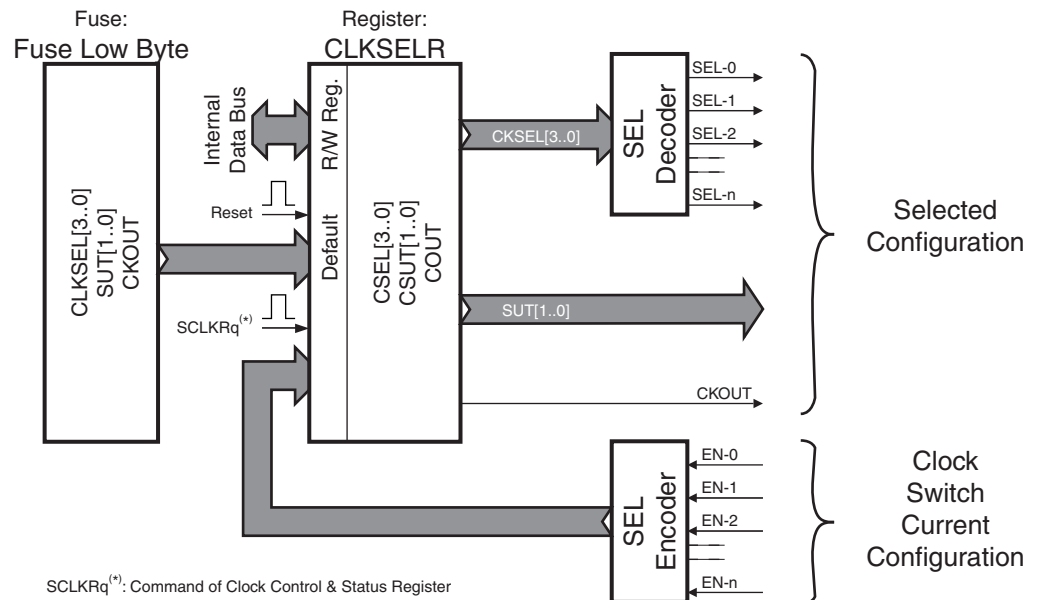 Fuse:
Fuse Low Byte
CLKSEL[3..0]
SUT[1..0]
CKOUT
Register:
CLKSELR
Internal
Data Bus
R/W Reg.
Reset
Default
SCLKRq(*)
CSEL[3..0]
CSUT[1..0]
COUT
CKSEL[3..0]
SUT[1..0]
CKOUT
SEL
Decoder
SEL-0
SEL-1
SEL-2
SEL-n
Selected
Configuration
SEL
Encoder
EN-0
EN-1
EN-2
EN-n
Clock
Switch
Current
Configuration
SCLKRq(*): Command of Clock Control & Status Register